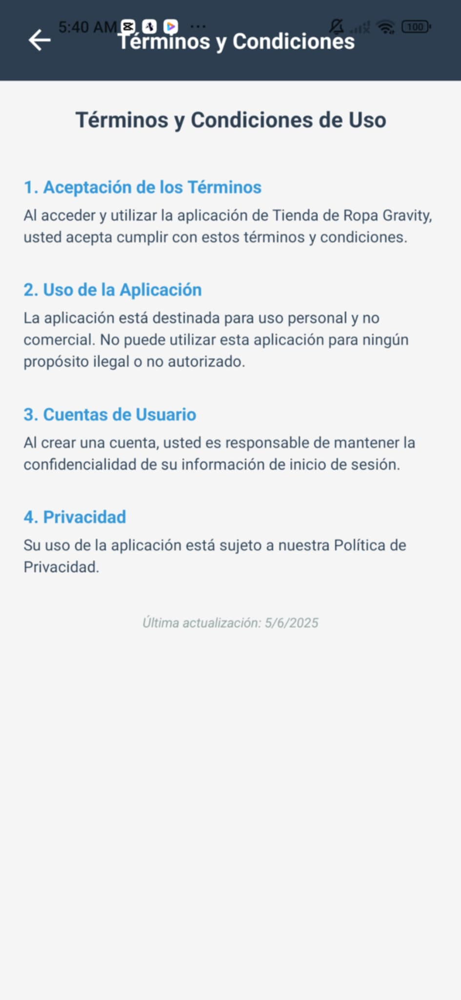 5:40 AM ... 100
Términos y Condiciones
Términos y Condiciones de Uso
1. Aceptación de los Términos
Al acceder y utilizar la aplicación de Tienda de Ropa Gravity,
usted acepta cumplir con estos términos y condiciones.
2. Uso de la Aplicación
La aplicación está destinada para uso personal y no
comercial. No puede utilizar esta aplicación para ningún
propósito ilegal o no autorizado.
3. Cuentas de Usuario
Al crear una cuenta, usted es responsable de mantener la
confidencialidad de su información de inicio de sesión.
4. Privacidad
Su uso de la aplicación está sujeto a nuestra Política de
Privacidad.
Última actualización: 5/6/2025